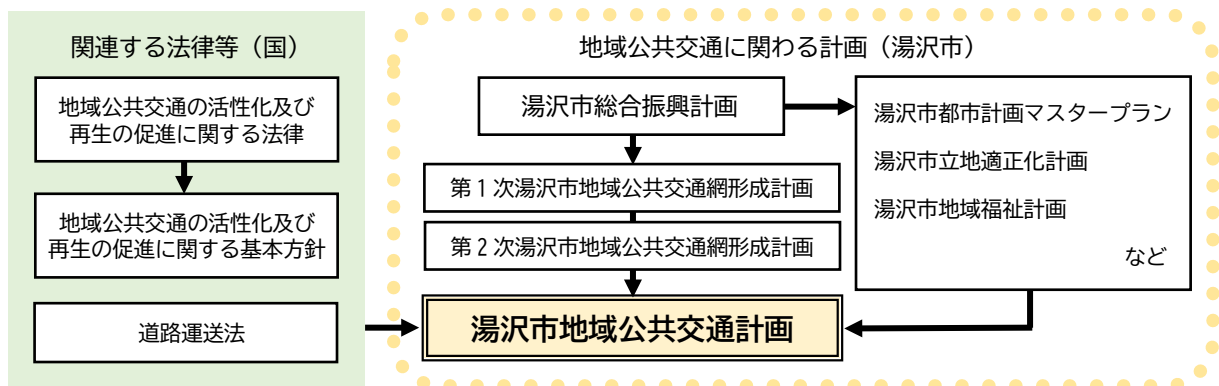 関連する法律等（国）
地域公共交通の活性化及び
再生の促進に関する法律
地域公共交通の活性化及び
再生の促進に関する基本方針
道路運送法
地域公共交通に関わる計画（湯沢市）
湯沢市総合振興計画
第１次湯沢市地域公共交通網形成計画
第２次湯沢市地域公共交通網形成計画
湯沢市地域公共交通計画
湯沢市都市計画マスタープラン
湯沢市立地適正化計画
湯沢市地域福祉計画
など